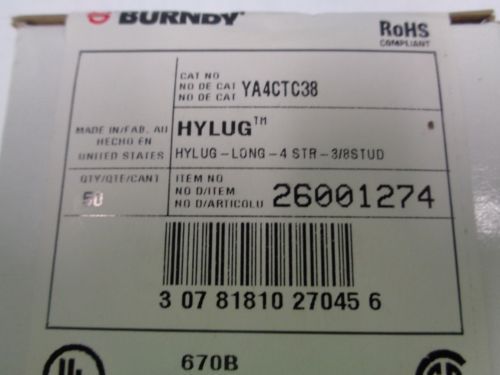 BURNDY
RoHS
COMPLIANT
CAT NO
NO DE CAT
NO DE CAT
YA4CTC38
MADE IN/FAB. AU
HECHO EN
UNITED STATES
HYLUG™
HYLUG-LONG-4 STR-3/8STUD
QTY/QTE/CANT
50
ITEM NO
NO D/ITEM
NO D/ARTICOLU
26001274
3 07 81810 27045 6
UL
670B